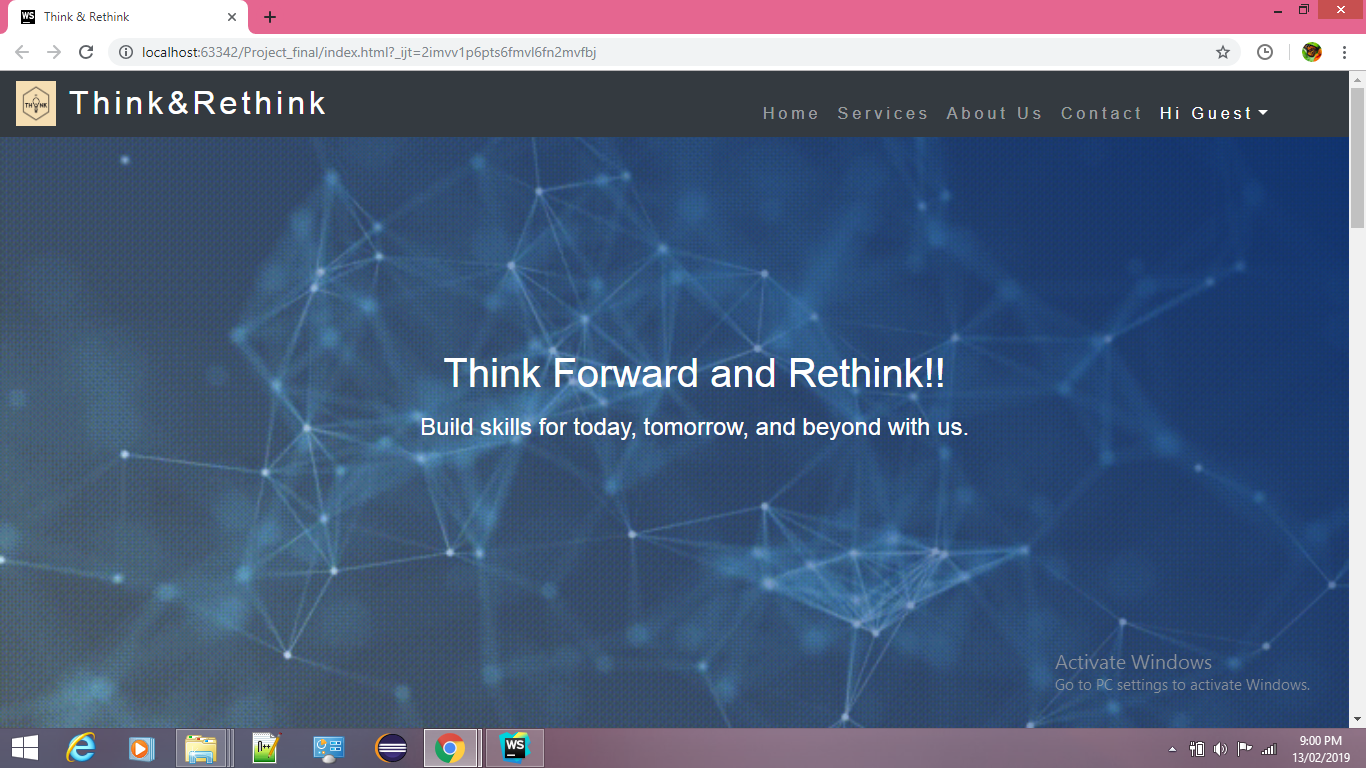 WS Think & Rethink
localhost:63342/Project_final/index.html?_ijt=2imvv1p6pts6fmvl6fn2mvfbj
THINK
Think&Rethink
Home Services About Us Contact Hi Guest
Think Forward and Rethink!!
Build skills for today, tomorrow, and beyond with us.
Activate Windows
Go to PC settings to activate Windows.
WS
9:00 PM
13/02/2019